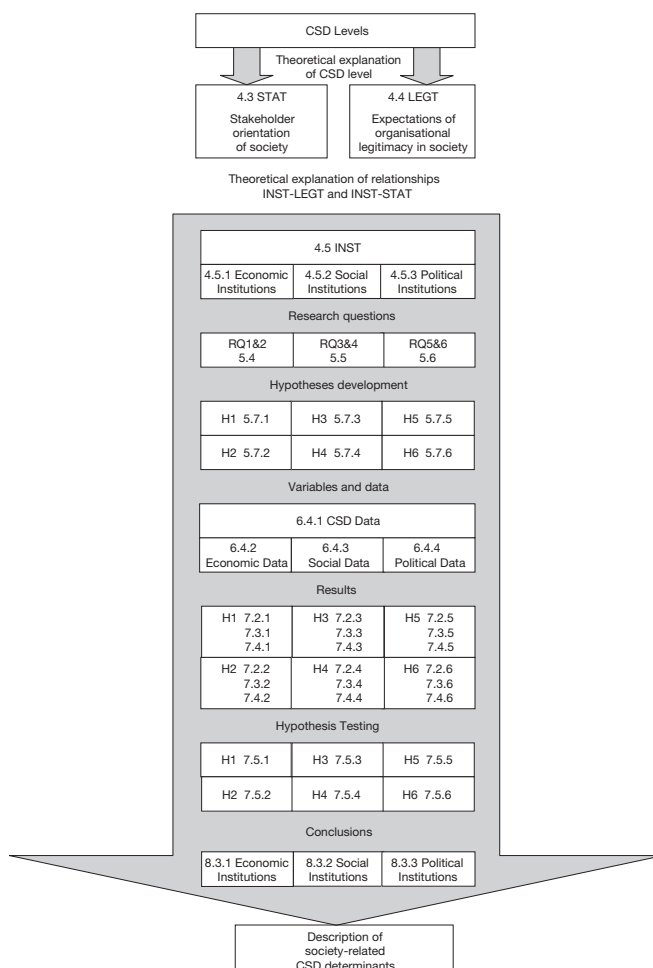 CSD Levels
Theoretical explanation
of CSD level
4.3 STAT
Stakeholder
orientation
of society
4.4 LEGT
Expectations of
organisational
legitimacy in society
Theoretical explanation of relationships
INST-LEGT and INST-STAT
4.5 INST
4.5.1 Economic
Institutions
4.5.2 Social
Institutions
4.5.3 Political
Institutions
Research questions
RQ1&2
5.4
RQ3&4
5.5
RQ5&6
5.6
Hypotheses development
H1 5.7.1
H3 5.7.3
H5 5.7.5
H2 5.7.2
H4 5.7.4
H6 5.7.6
Variables and data
6.4.1 CSD Data
6.4.2
Economic Data
6.4.3
Social Data
6.4.4
Political Data
Results
H1 7.2.1
7.3.1
7.4.1
H3 7.2.3
7.3.3
7.4.3
H5 7.2.5
7.3.5
7.4.5
H2 7.2.2
7.3.2
7.4.2
H4 7.2.4
7.3.4
7.4.4
H6 7.2.6
7.3.6
7.4.6
Hypothesis Testing
H1 7.5.1
H3 7.5.3
H5 7.5.5
H2 7.5.2
H4 7.5.4
H6 7.5.6
Conclusions
8.3.1 Economic
Institutions
8.3.2 Social
Institutions
8.3.3 Political
Institutions
Description of
society-related
CSD determinants